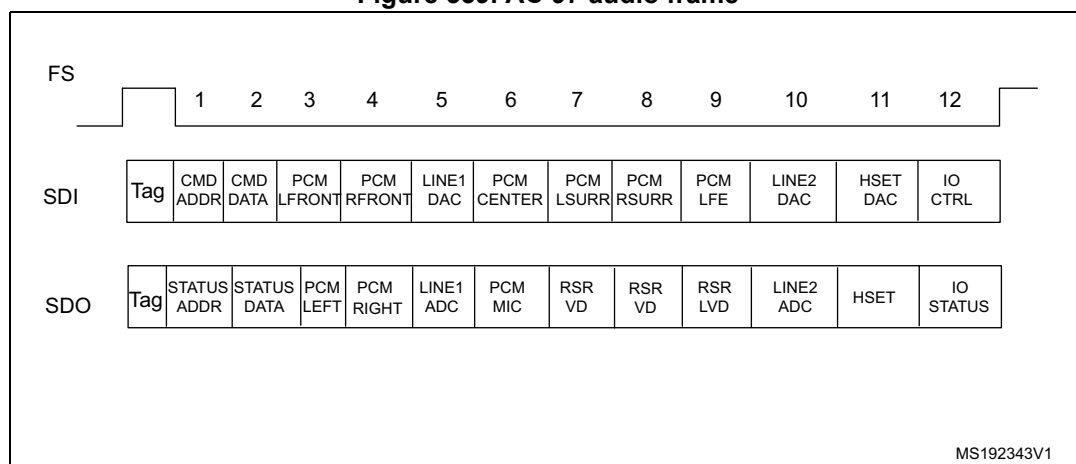 Figure AC 97 audio frame
FS
1 2 3 4 5 6 7 8 9 10 11 12
SDI
Tag
CMD
ADDR
CMD
DATA
PCM
LFRONT
PCM
RFRONT
LINE1
DAC
PCM
CENTER
PCM
LSURR
PCM
RSURR
PCM
LFE
LINE2
DAC
HSET
DAC
IO
CTRL
SDO
Tag
STATUS
ADDR
STATUS
DATA
PCM
LEFT
PCM
RIGHT
LINE1
ADC
PCM
MIC
RSR
VD
RSR
VD
RSR
LVD
LINE2
ADC
HSET
IO
STATUS
MS192343V1